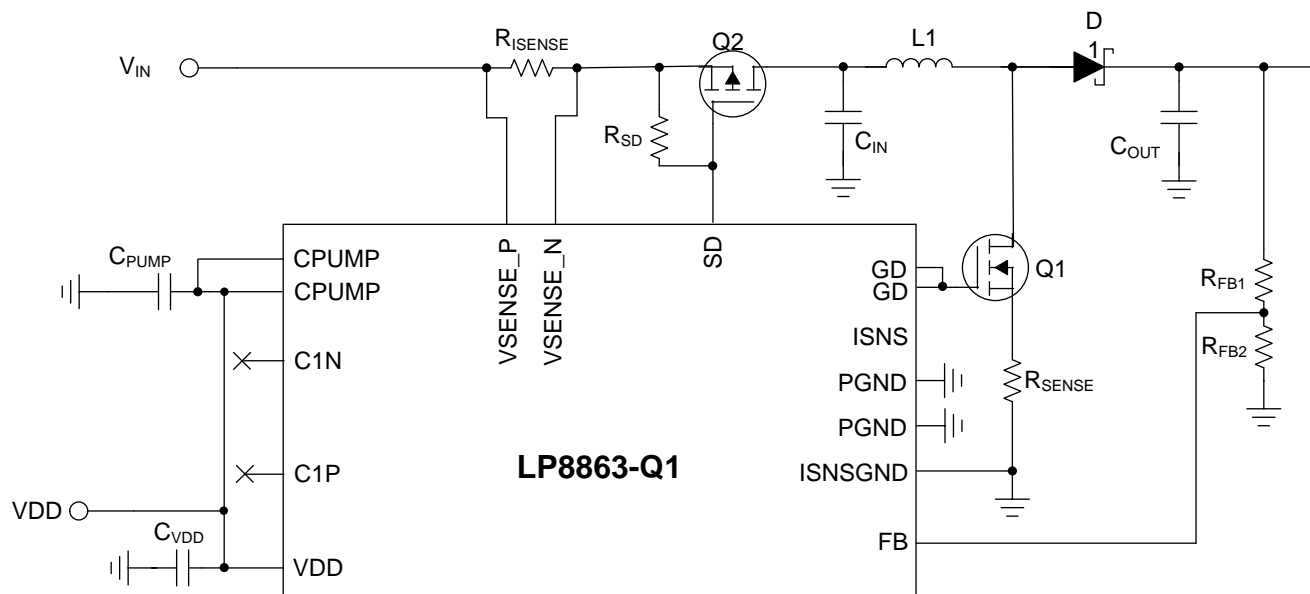 D
1
Q2
L1
RISENSE
VIN
RSD
CIN
COUT
CPUMP
CPUMP
CPUMP
VSENSE_P
VSENSE_N
SD
GD
GD
Q1
RFB1
RFB2
ISNS
C1N
PGND
RSENSE
PGND
LP8863-Q1
C1P
ISNSGND
VDD
CVDD
FB
VDD